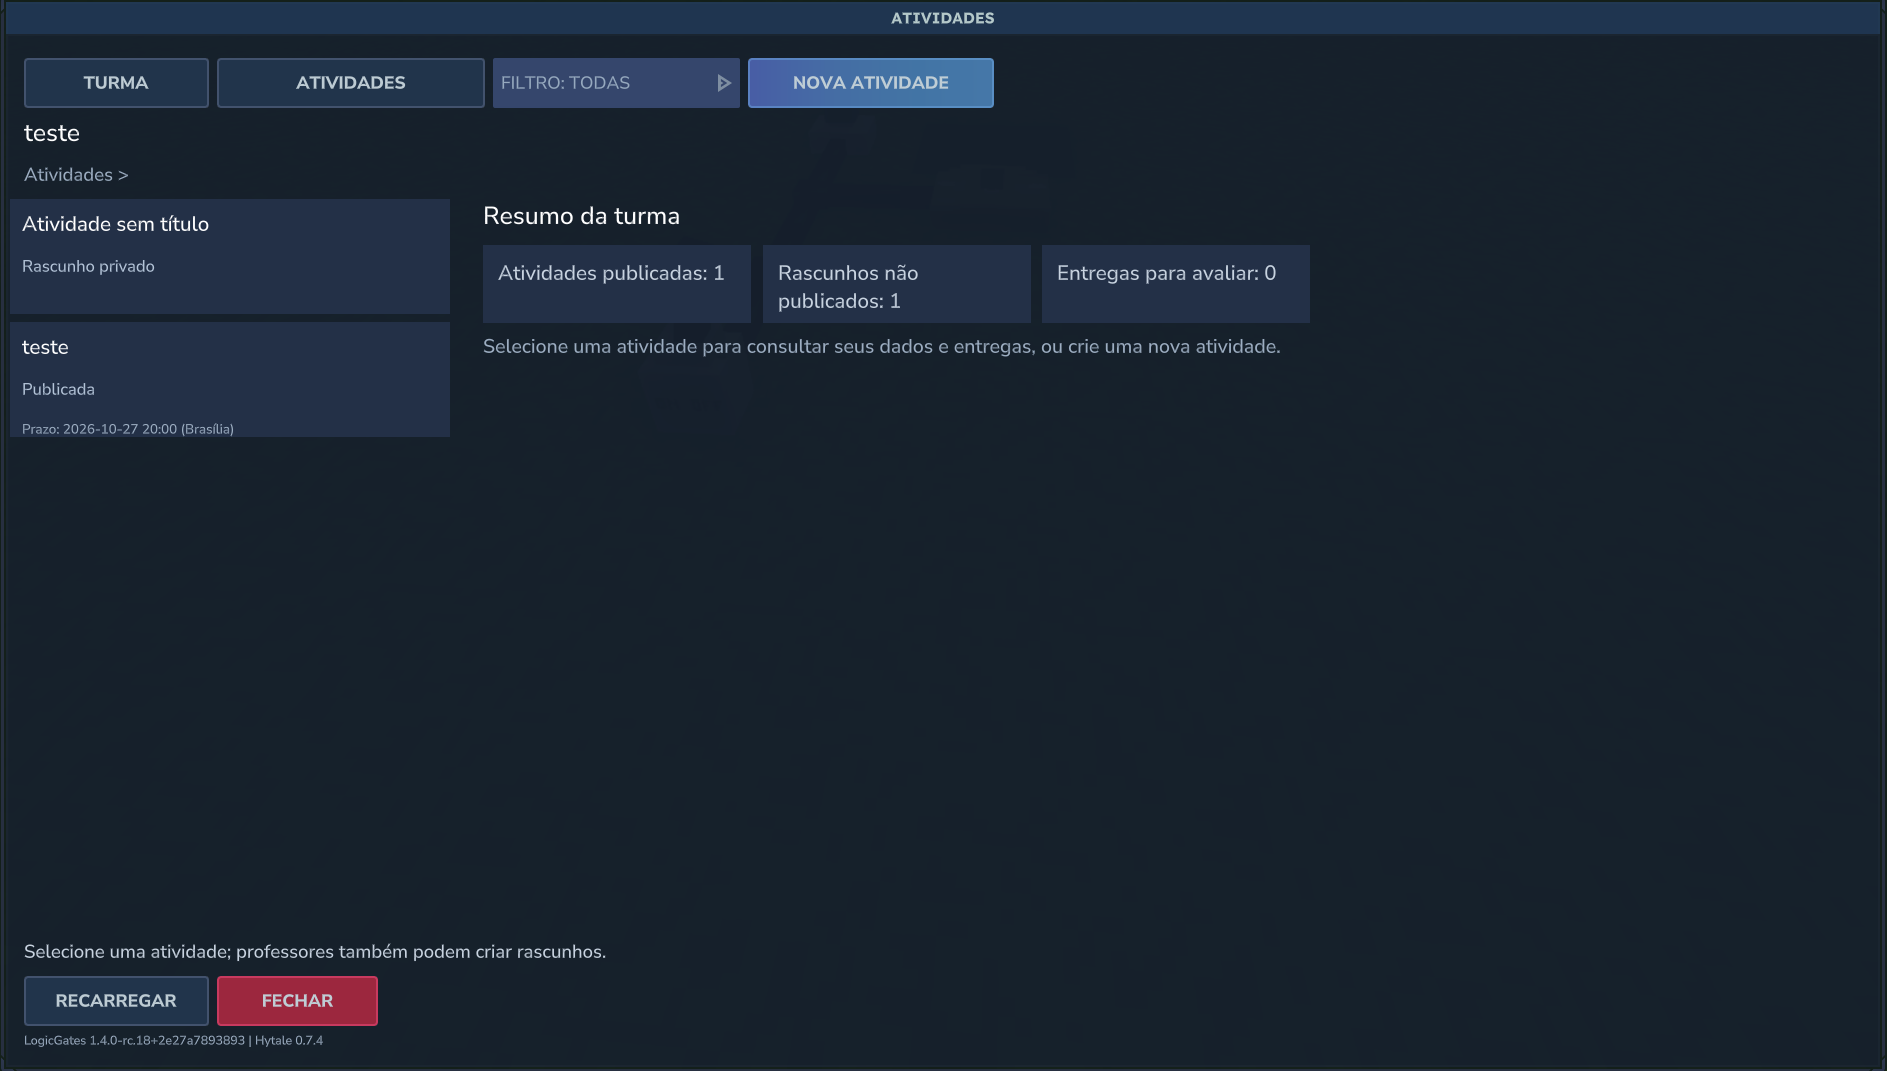 ATIVIDADES
TURMA
ATIVIDADES
FILTRO: TODAS
NOVA ATIVIDADE
teste
Atividades >
Atividade sem título
Rascunho privado
teste
Publicada
Prazo: 2026-10-27 20:00 (Brasília)
Resumo da turma
Atividades publicadas: 1
Rascunhos não
publicados: 1
Entregas para avaliar: 0
Selecione uma atividade para consultar seus dados e entregas, ou crie uma nova atividade.
Selecione uma atividade; professores também podem criar rascunhos.
RECARREGAR
FECHAR
LogicGates 1.4.0-rc.18+2e27a7893893 | Hytale 0.7.4